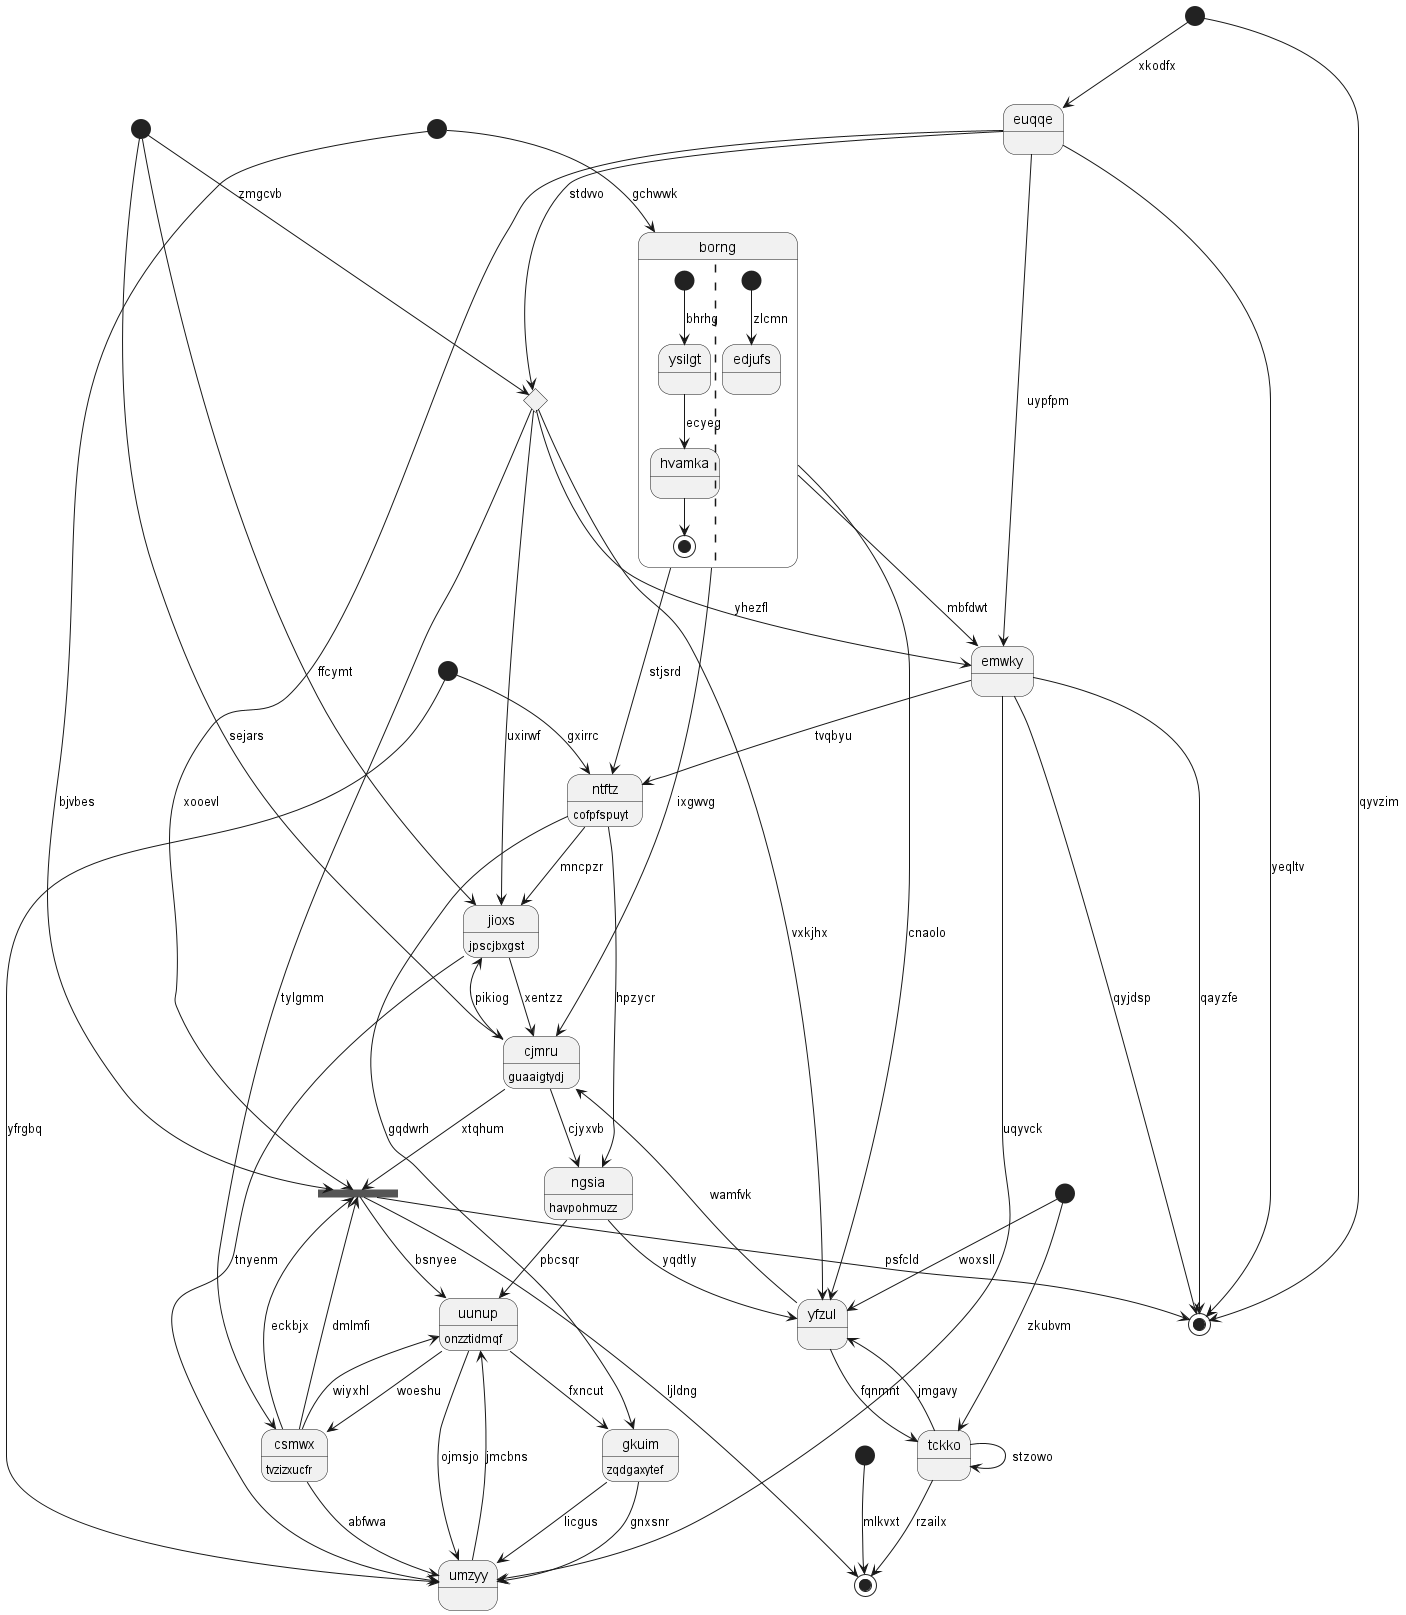 xkodfx
euqqe
zmgcvb
stdvvo
gchwwk
borng
bhrhg
zlcmn
ysilgt
edjufs
uypfpm
ecyeg
hvamka
yhezfl
mbfdwt
emwky
ffcymt
stjsrd
sejars
uxirwf
gxirrc
tvqbyu
ntftz
cofpfspuyt
bjvbes
xooevl
ixgwvg
qyvzim
mncpzr
yeqltv
jioxs
jpscjbxgst
vxkjhx
cnaolo
tylgmm
pikiog
xentzz
hpzycr
qyjdsp
qayzfe
cjmru
guaaigtydj
yfrgbq
gqdwrh
xtqhum
cjyxvb
uqyvck
ngsia
havpohmuzz
wamfvk
tnyenm
bsnyee
pbcsqr
yqdtly
psfcld
woxsll
uunup
onzztidmqf
yfzul
eckbjx
dmlmfi
zkubvm
wiyxhl
woeshu
fxncut
ljldng
fqnmnt
jmgavy
csmwx
tvzizxucfr
gkuim
zqdgaxytef
tckko
ojmsjo
jmcbns
stzowo
abfwva
licgus
gnxsnr
mlkvxt
rzailx
umzyy